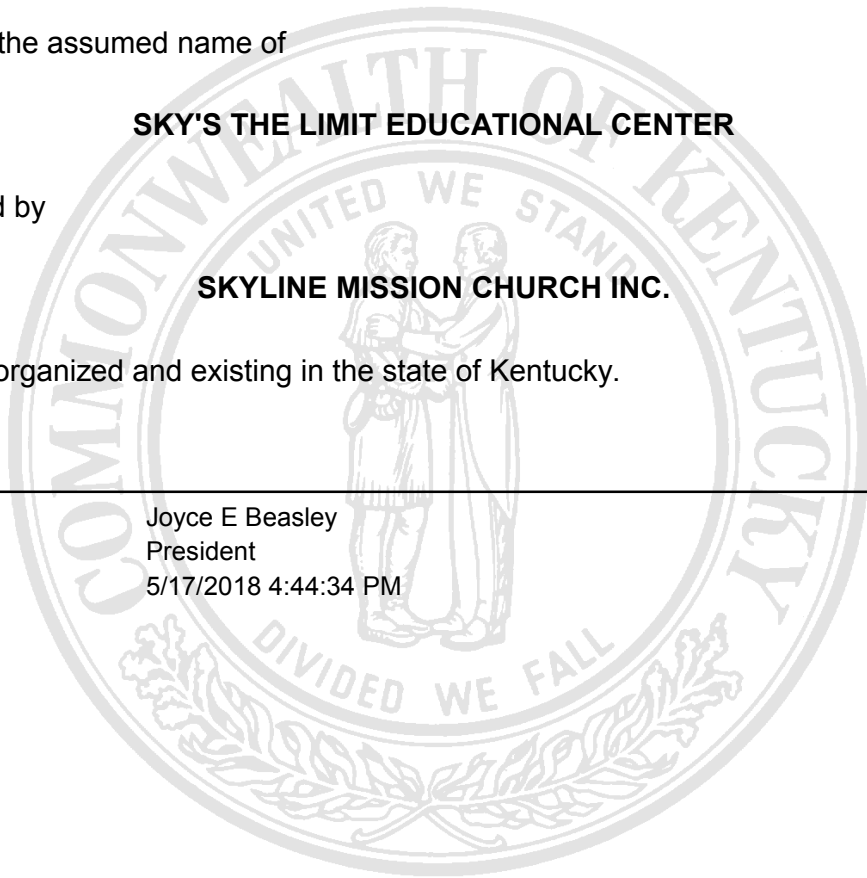 the assumed name of
SKY'S THE LIMIT EDUCATIONAL CENTER
d by
SKYLINE MISSION CHURCH INC.
organized and existing in the state of Kentucky.
Joyce E Beasley
President
5/17/2018 4:44:34 PM
COMMONWEALTH OF KENTUCKY
UNITED WE STAND
DIVIDED WE FALL